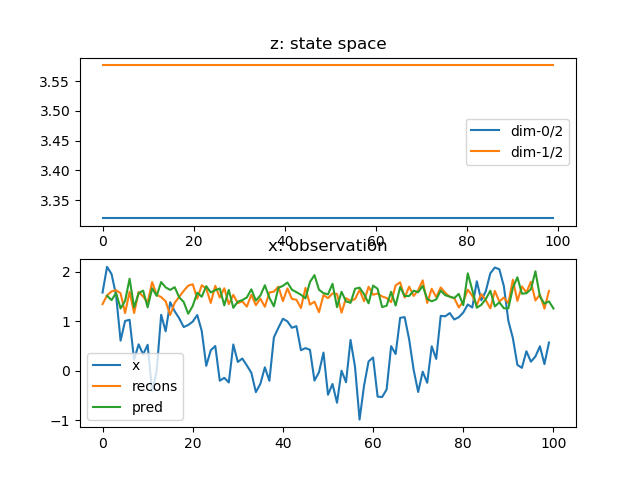 z: state space
3.55
3.50
3.45
3.40
3.35
dim-0/2
dim-1/2
0 20 40 60 80 100
x: observation
2
1
0
−1
x
recons
pred
0 20 40 60 80 100